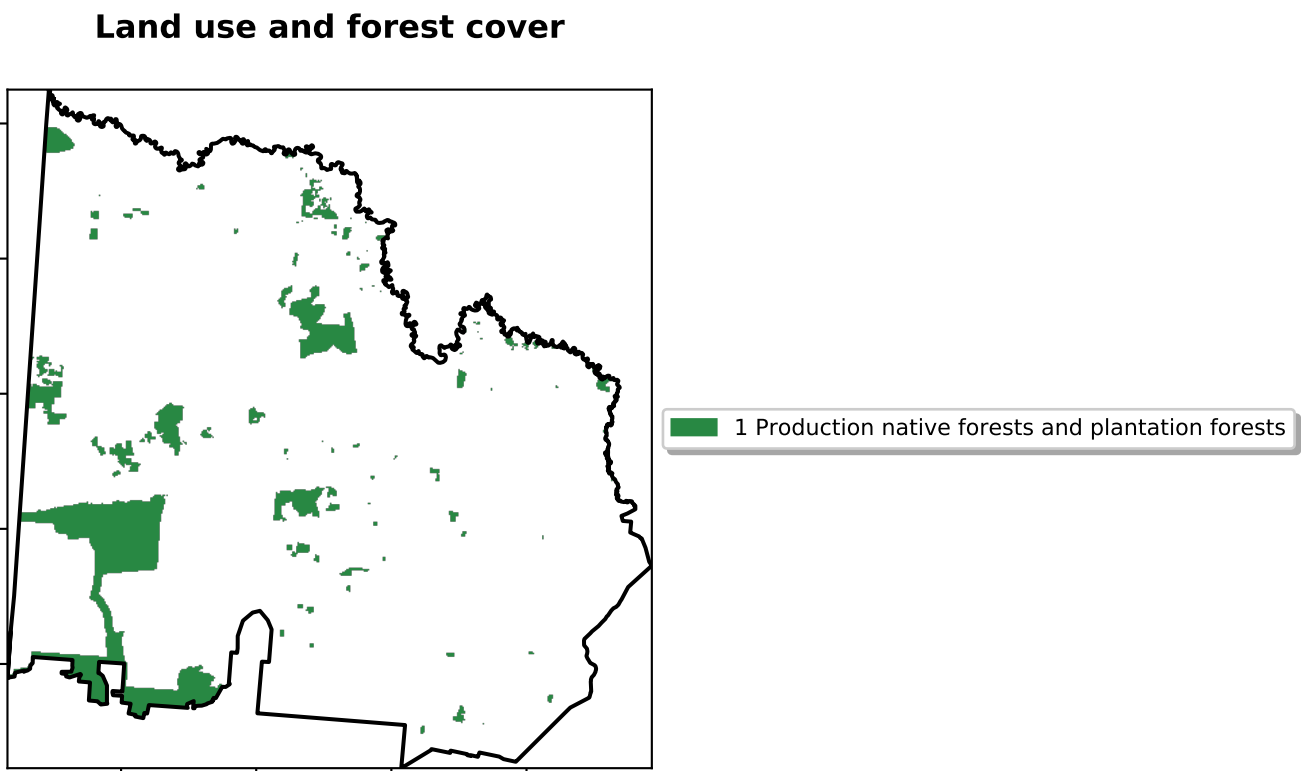 Land use and forest cover
1 Production native forests and plantation forests